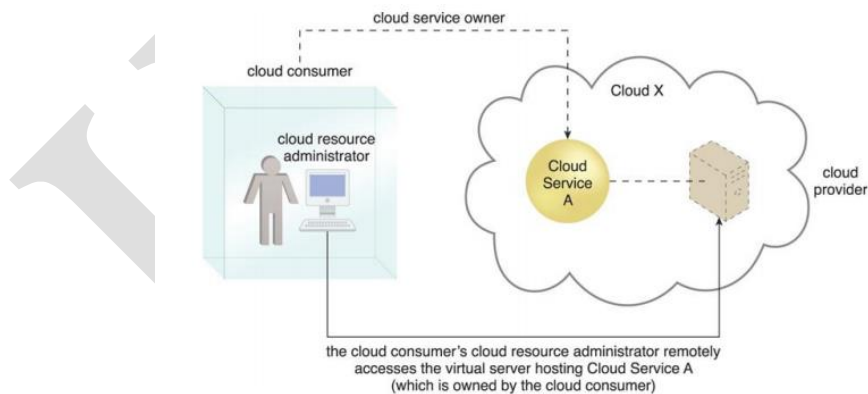 cloud service owner
cloud consumer
cloud resource
administrator
Cloud X
Cloud
Service
A
cloud
provider
the cloud consumer's cloud resource administrator remotely
accesses the virtual server hosting Cloud Service A
(which is owned by the cloud consumer)